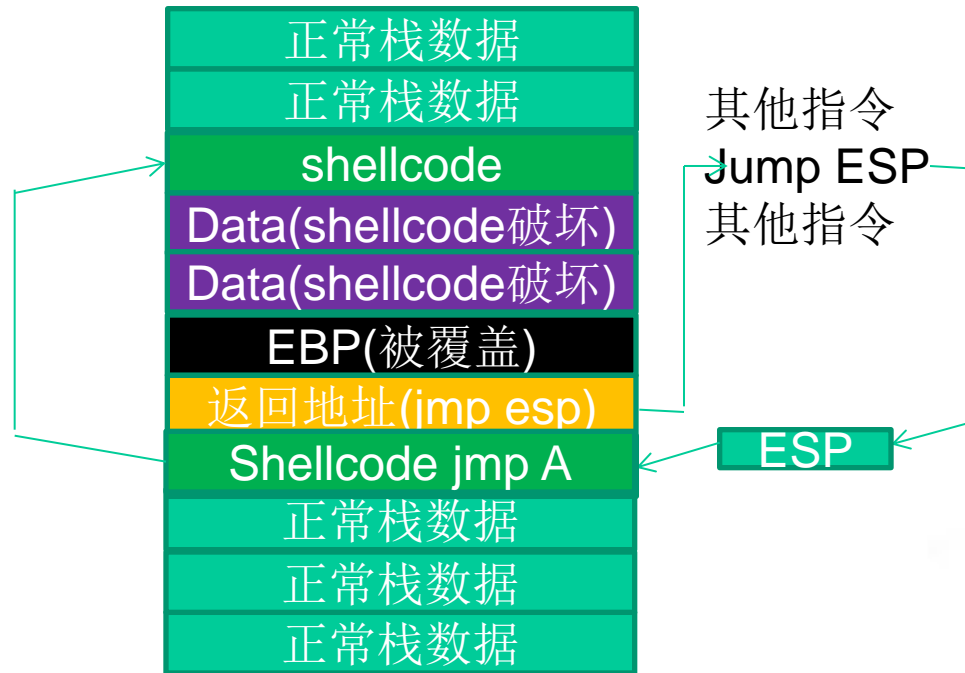 正常栈数据
正常栈数据
shellcode
Data(shellcode破坏)
Data(shellcode破坏)
EBP(被覆盖)
返回地址(jmp esp)
Shellcode jmp A
正常栈数据
正常栈数据
正常栈数据
其他指令
Jump ESP
其他指令
ESP